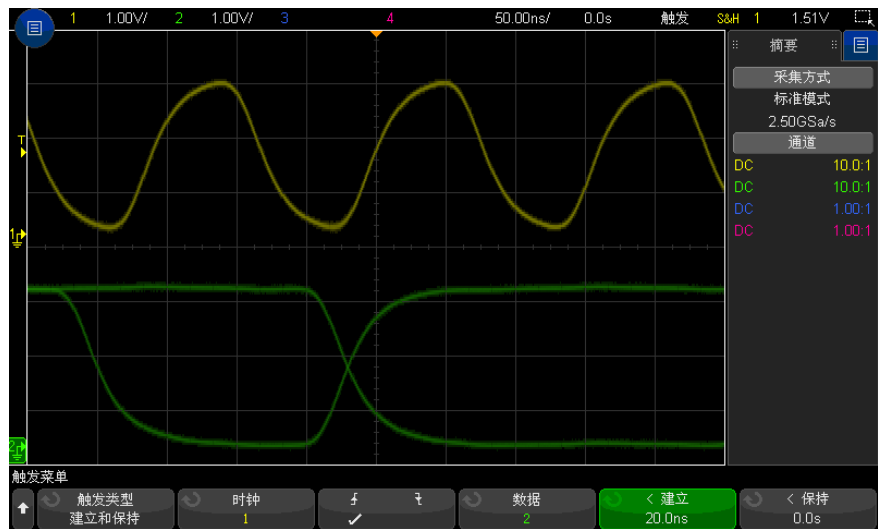 1 1.00V/ 2 1.00V/ 3 4 50.00ns/ 0.0s 触发 S&H 1 1.51V
摘要
采集方式
标准模式
2.50GSa/s
通道
DC 10.0:1
DC 10.0:1
DC 1.00:1
DC 1.00:1
T
1
2
触发菜单
触发类型 时钟 数据 < 建立 < 保持
建立和保持 1 ✓ 2 20.0ns 0.0s